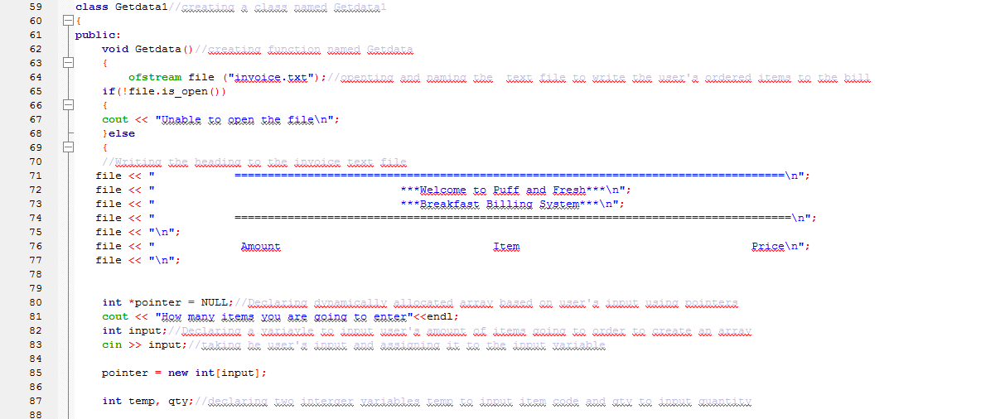 59 class Getdata1//creating a class named Getdata1
60 {
61 public:
62 void Getdata()//creating function named Getdata
63 {
64 ofstream file ("invoice.txt");//openting and naming the  text file to write the user's ordered items to the bill
65 if(!file.is_open())
66 {
67 cout << "Unable to open the file\n";
68 }else
69 {
70 //Writing the heading to the invoice text file
71 file << "            ===================================================================================\n";
72 file << "                                     ***Welcome to Puff and Fresh***\n";
73 file << "                                     ***Breakfast Billing System***\n";
74 file << "            ====================================================================================\n";
75 file << "\n";
76 file << "             Amount                                Item                                   Price\n";
77 file << "\n";
78
79
80 int *pointer = NULL;//Declaring dynamically allocated array based on user's input using pointers
81 cout << "How many items you are going to enter"<<endl;
82 int input;//Declaring a variavle to input user's amount of items going to order to create an array
83 cin >> input;//taking he user's input and assigning it to the input variable
84
85 pointer = new int[input];
86
87 int temp, qty;//declaring two interger variables temp to input item code and qty to input quantity
88